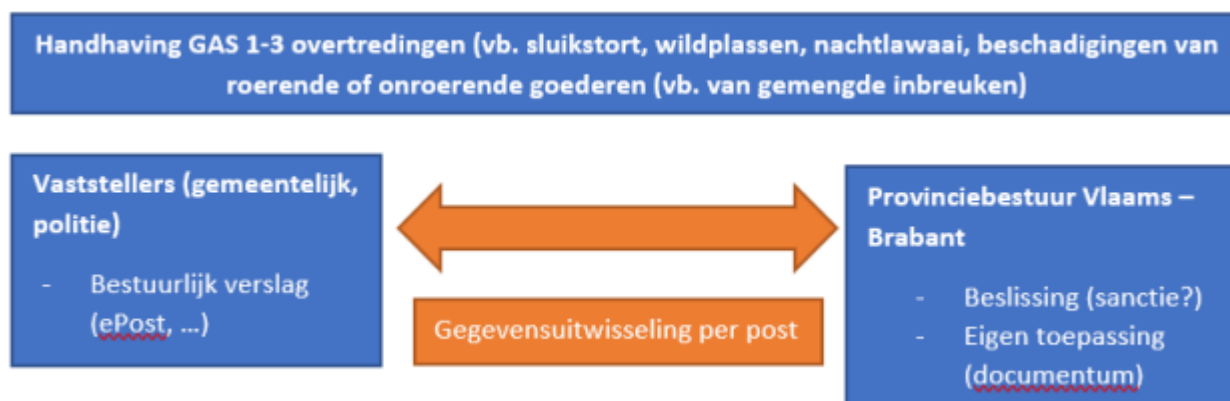 Handhaving GAS 1-3 overtredingen (vb. sluikstort, wildplassen, nachtlawaai, beschadigingen van
roerende of onroerende goederen (vb. van gemengde inbreuken)
Vaststellers (gemeentelijk,
politie)
- Bestuurlijk verslag
(ePost, …)
Gegevensuitwisseling per post
Provinciebestuur Vlaams –
Brabant
- Beslissing (sanctie?)
- Eigen toepassing
(documentum)